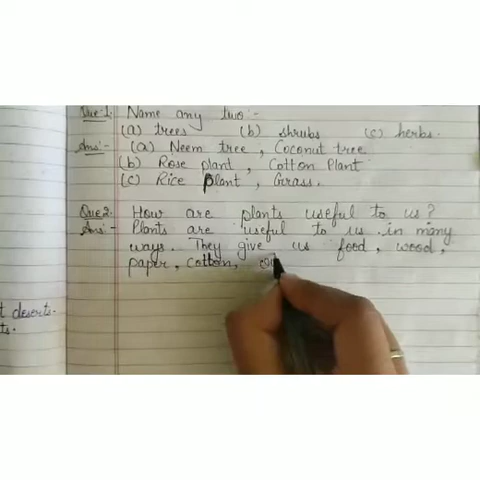 Que 1. Name any two :-
(a) trees (b) shrubs (c) herbs.
Ans :- (a) Neem tree, Coconut tree
(b) Rose plant, Cotton Plant
(c) Rice Plant, Grass.
Que 2. How are plants useful to us?
Ans :- Plants are useful to us in many
ways. They give us food, wood,
paper, cotton,
t deserts.
ts.